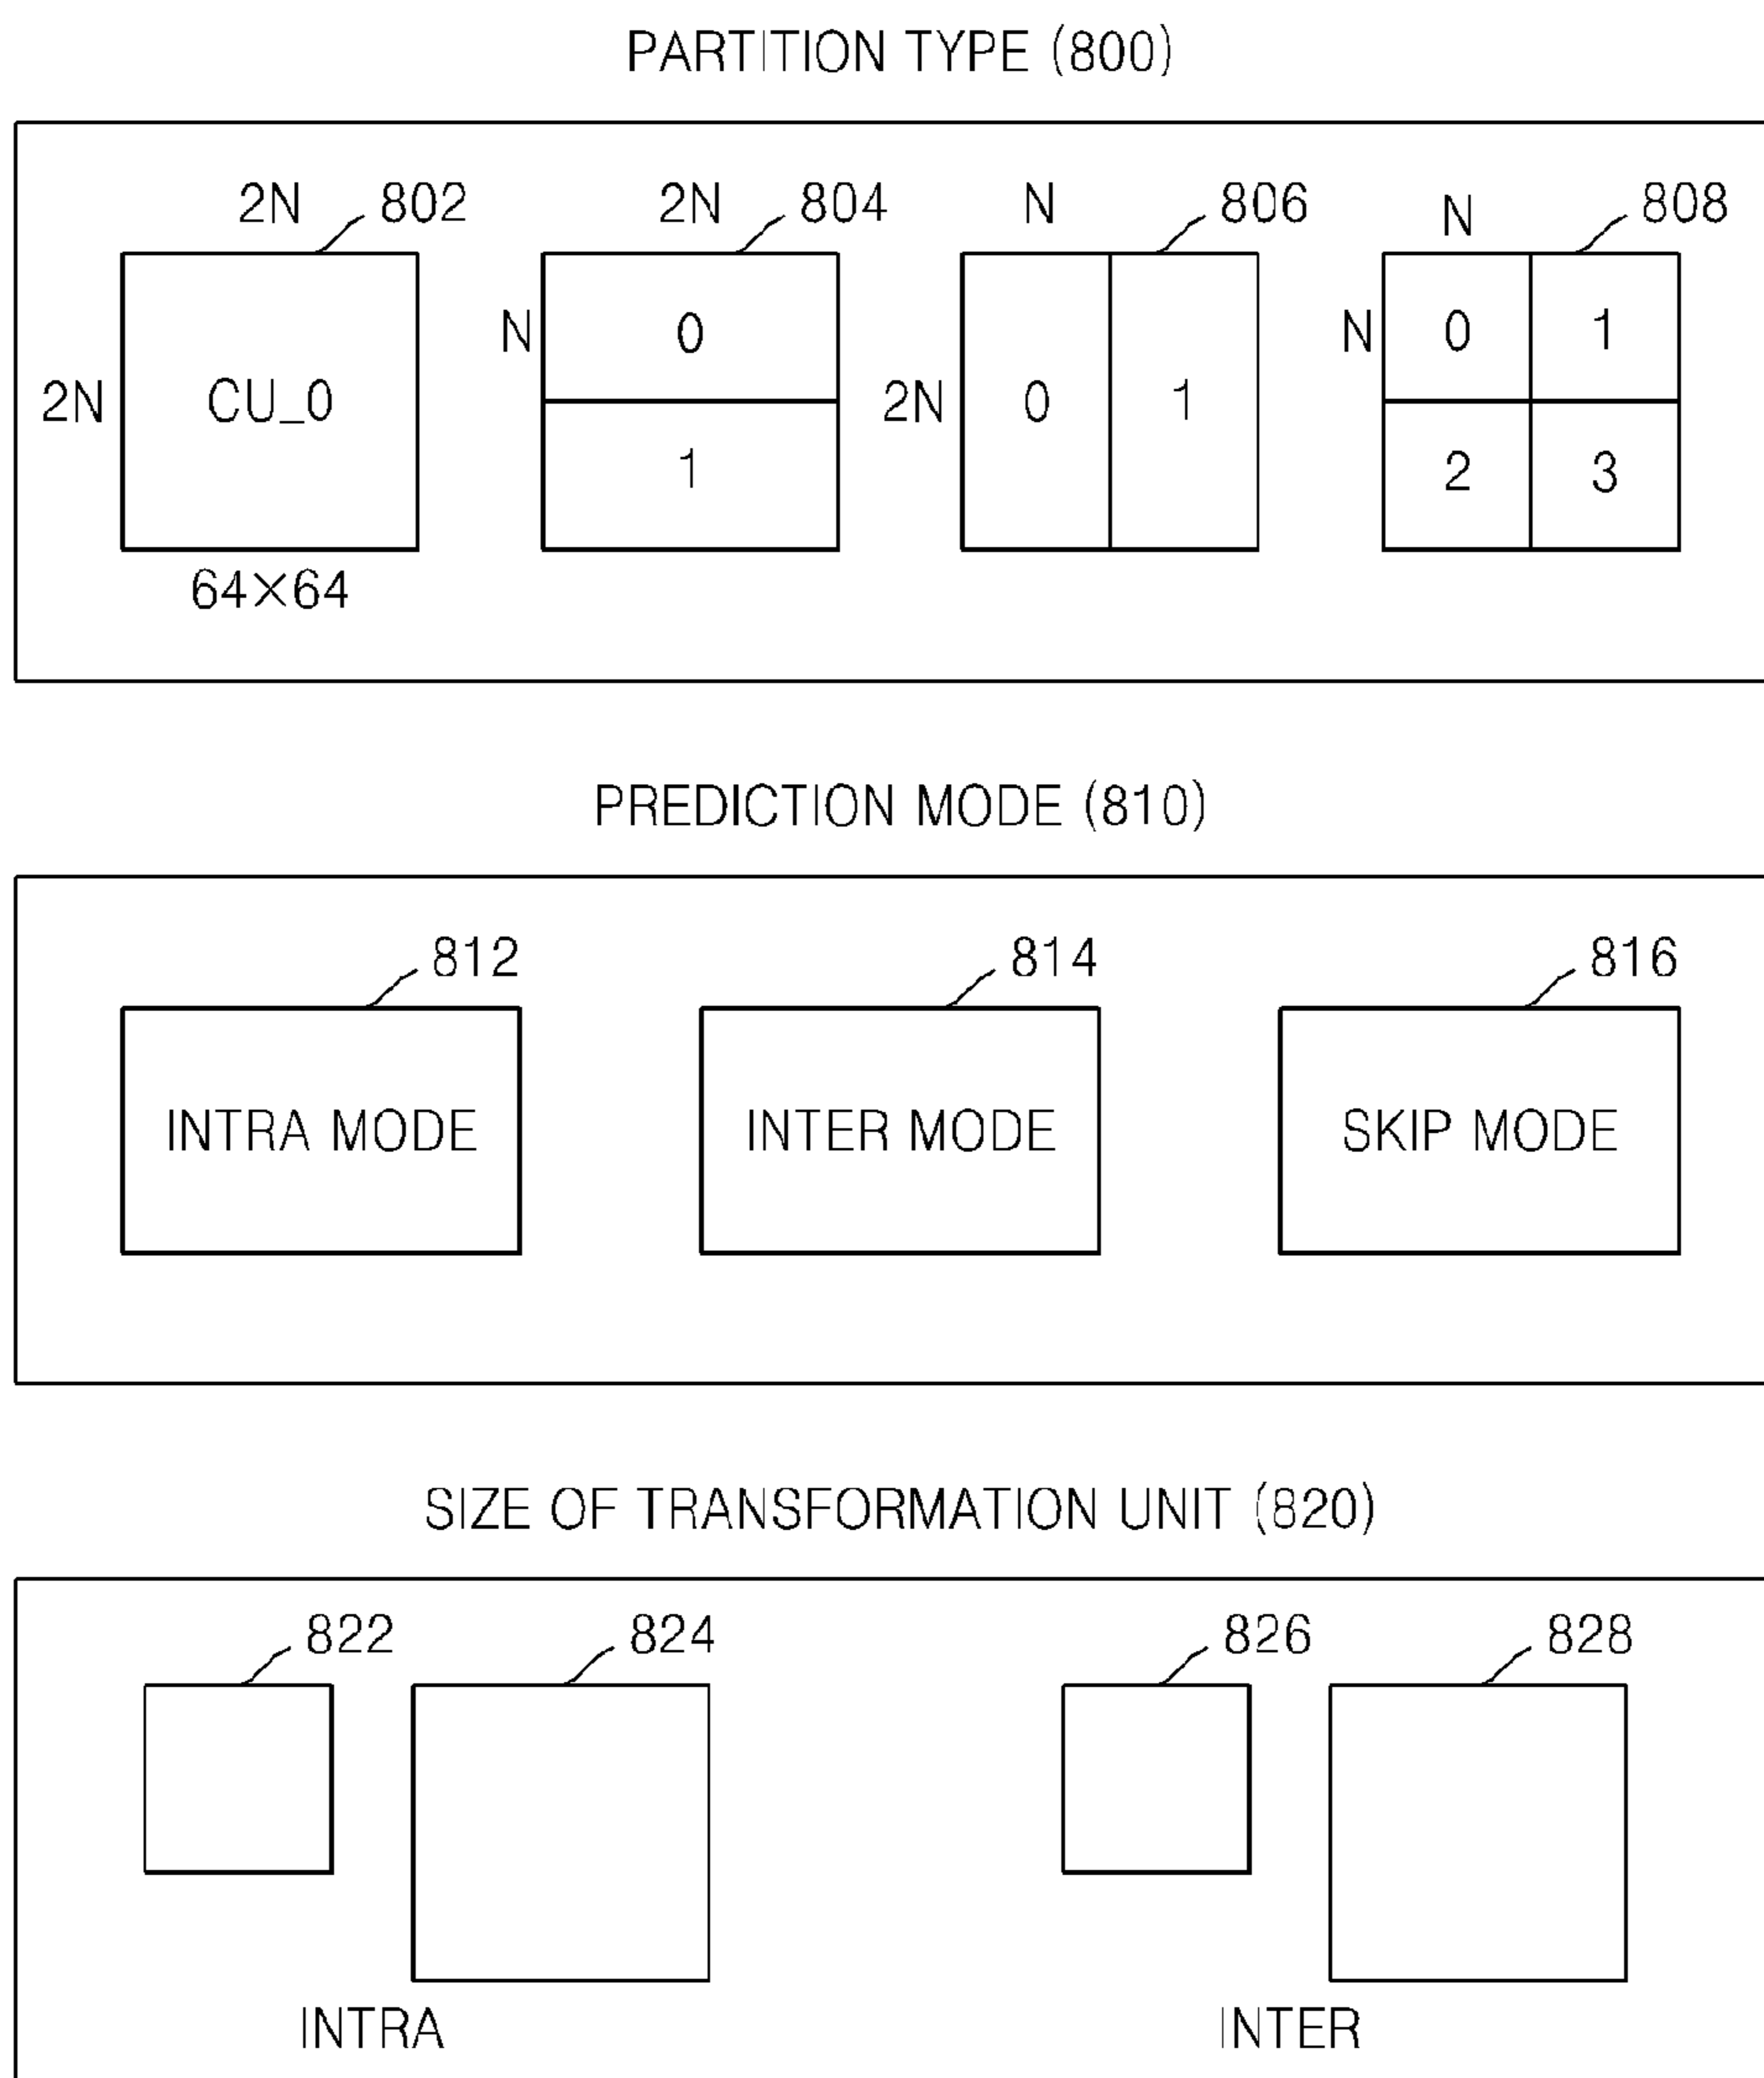 PARTITION TYPE (800)
2N 802 2N 804 N 806 N 808
N 0 N 0 1
2N CU_0 2N 0 1
1 2 3
64×64
PREDICTION MODE (810)
812 814 816
INTRA MODE INTER MODE SKIP MODE
SIZE OF TRANSFORMATION UNIT (820)
822 824 826 828
INTRA INTER